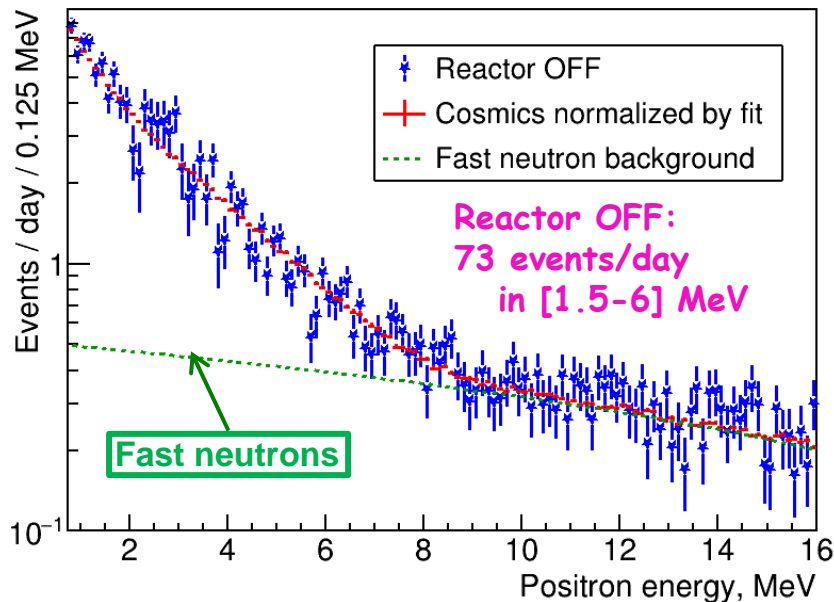 Events / day / 0.125 MeV
Reactor OFF
Cosmics normalized by fit
Fast neutron background
Reactor OFF:
73 events/day
in [1.5-6] MeV
1
Fast neutrons
10⁻¹
2 4 6 8 10 12 14 16
Positron energy, MeV